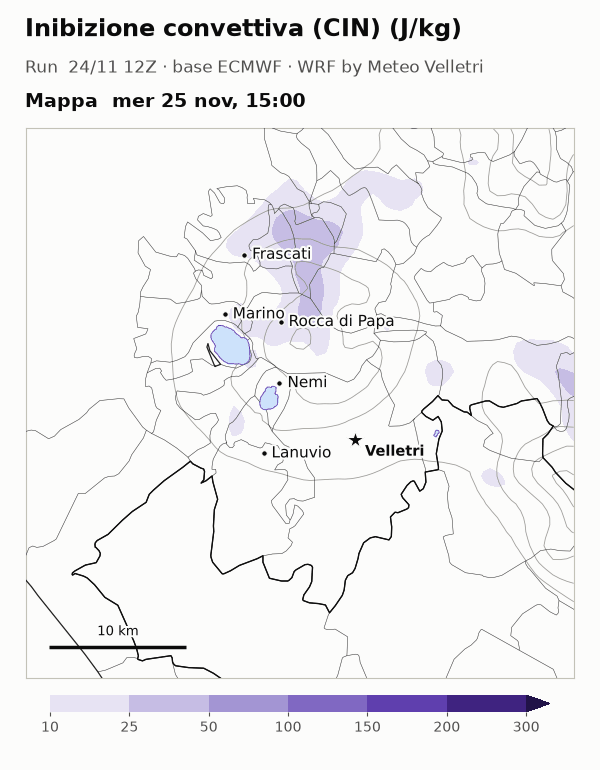 Inibizione convettiva (CIN) (J/kg)
Run 24/11 12Z · base ECMWF · WRF by Meteo Velletri
Mappa mer 25 nov, 15:00
Frascati
Marino
Rocca di Papa
Nemi
Velletri
Lanuvio
10 km
10 25 50 100 150 200 300